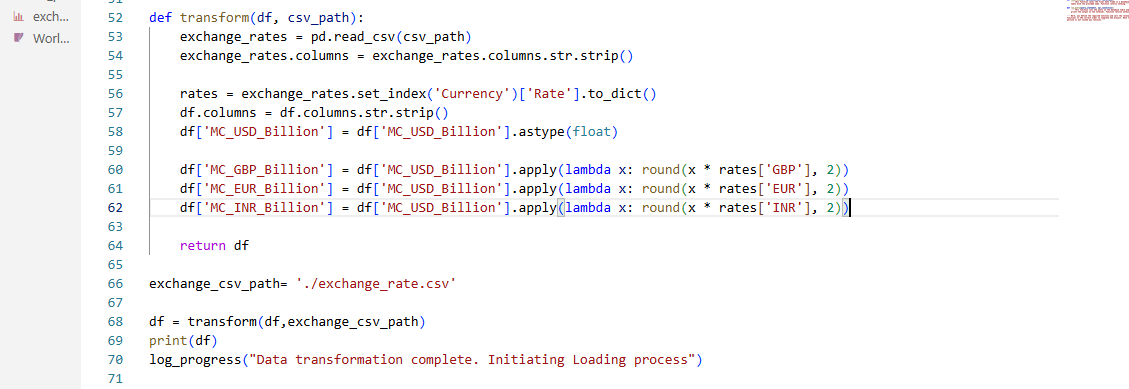 exch...
Worl...
51
52 def transform(df, csv_path):
53     exchange_rates = pd.read_csv(csv_path)
54     exchange_rates.columns = exchange_rates.columns.str.strip()
55
56     rates = exchange_rates.set_index('Currency')['Rate'].to_dict()
57     df.columns = df.columns.str.strip()
58     df['MC_USD_Billion'] = df['MC_USD_Billion'].astype(float)
59
60     df['MC_GBP_Billion'] = df['MC_USD_Billion'].apply(lambda x: round(x * rates['GBP'], 2))
61     df['MC_EUR_Billion'] = df['MC_USD_Billion'].apply(lambda x: round(x * rates['EUR'], 2))
62     df['MC_INR_Billion'] = df['MC_USD_Billion'].apply(lambda x: round(x * rates['INR'], 2))
63
64     return df
65
66 exchange_csv_path= './exchange_rate.csv'
67
68 df = transform(df,exchange_csv_path)
69 print(df)
70 log_progress("Data transformation complete. Initiating Loading process")
71